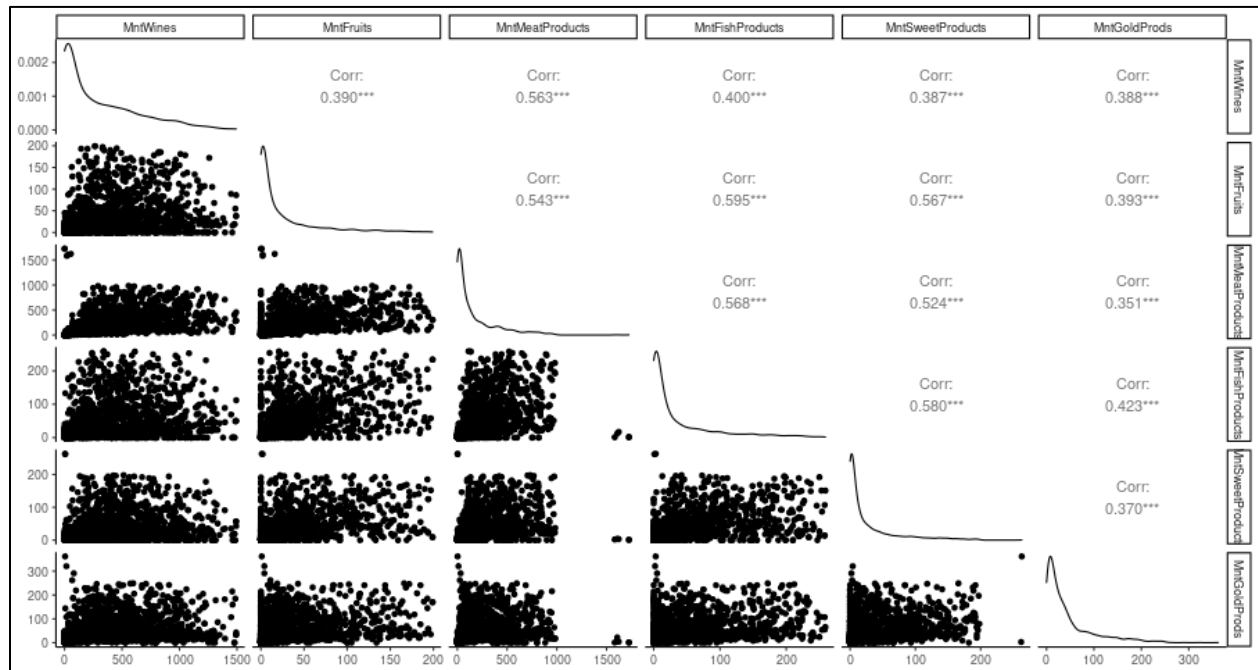 MntWines MntFruits MntMeatProducts MntFishProducts MntSweetProducts MntGoldProds
0.002
0.001
0.000
Corr:
0.390***
Corr:
0.563***
Corr:
0.400***
Corr:
0.387***
Corr:
0.388***
MntWines
200
150
100
50
0
Corr:
0.543***
Corr:
0.595***
Corr:
0.567***
Corr:
0.393***
MntFruits
1500
1000
500
0
Corr:
0.568***
Corr:
0.524***
Corr:
0.351***
MntMeatProducts
200
100
0
Corr:
0.580***
Corr:
0.423***
MntFishProducts
200
100
0
Corr:
0.370***
MntSweetProduct
300
200
100
0
MntGoldProds
0 500 1000 1500 0 50 100 150 200 0 500 1000 1500 0 100 200 0 100 200 0 100 200 300